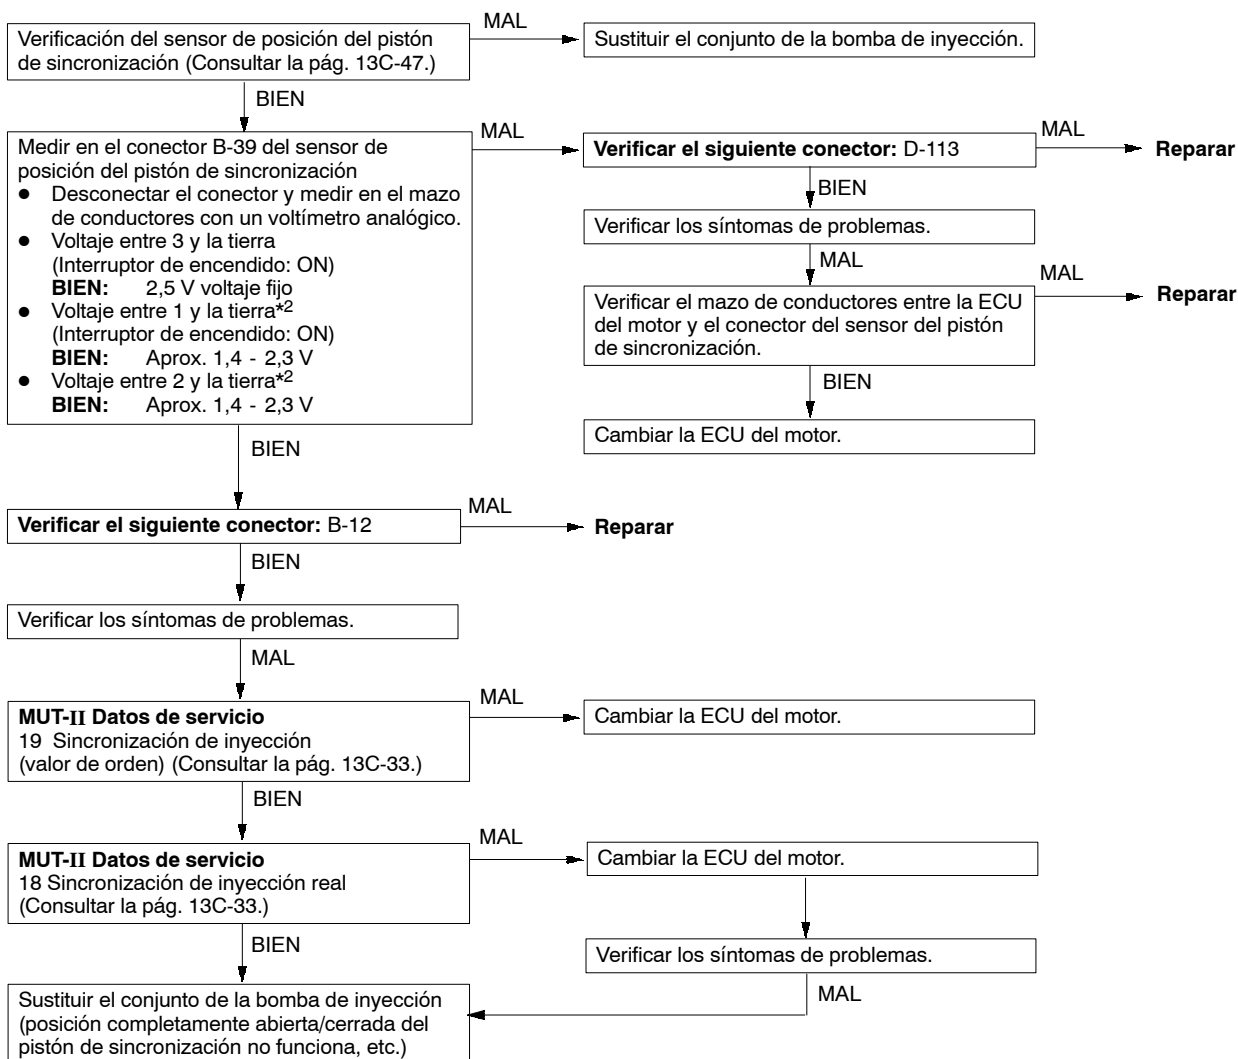 Verificación del sensor de posición del pistón
de sincronización (Consultar la pág. 13C-47.)
MAL
Sustituir el conjunto de la bomba de inyección.
BIEN
Medir en el conector B-39 del sensor de
posición del pistón de sincronización
● Desconectar el conector y medir en el mazo
de conductores con un voltímetro analógico.
● Voltaje entre 3 y la tierra
(Interruptor de encendido: ON)
BIEN: 2,5 V voltaje fijo
● Voltaje entre 1 y la tierra*2
(Interruptor de encendido: ON)
BIEN: Aprox. 1,4 - 2,3 V
● Voltaje entre 2 y la tierra*2
BIEN: Aprox. 1,4 - 2,3 V
MAL
Verificar el siguiente conector: D-113
MAL
Reparar
BIEN
Verificar los síntomas de problemas.
MAL
Verificar el mazo de conductores entre la ECU
del motor y el conector del sensor del pistón
de sincronización.
MAL
Reparar
BIEN
Cambiar la ECU del motor.
BIEN
Verificar el siguiente conector: B-12
MAL
Reparar
BIEN
Verificar los síntomas de problemas.
MAL
MUT-II Datos de servicio
19 Sincronización de inyección
(valor de orden) (Consultar la pág. 13C-33.)
MAL
Cambiar la ECU del motor.
BIEN
MUT-II Datos de servicio
18 Sincronización de inyección real
(Consultar la pág. 13C-33.)
MAL
Cambiar la ECU del motor.
Verificar los síntomas de problemas.
MAL
BIEN
Sustituir el conjunto de la bomba de inyección
(posición completamente abierta/cerrada del
pistón de sincronización no funciona, etc.)